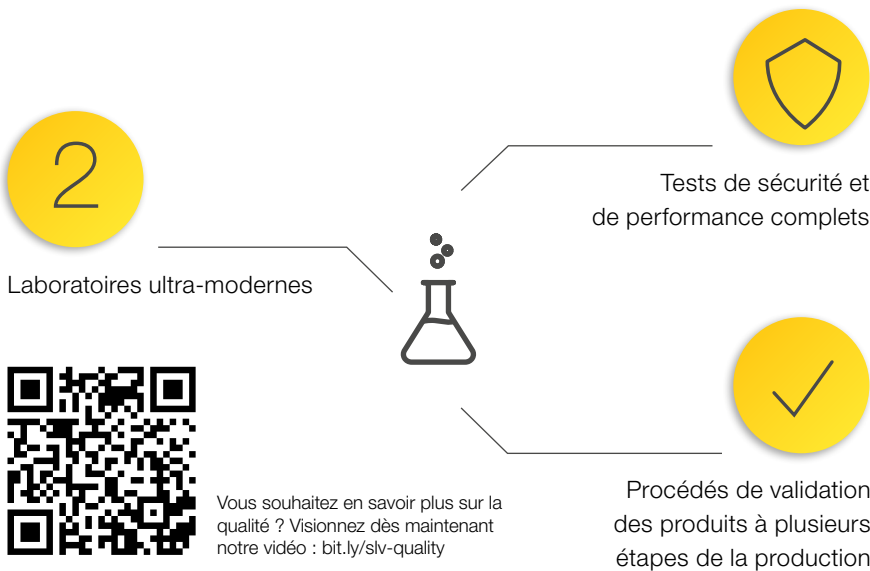 2
Laboratoires ultra-modernes
Tests de sécurité et
de performance complets
Vous souhaitez en savoir plus sur la
qualité ? Visionnez dès maintenant
notre vidéo : bit.ly/slv-quality
Procédés de validation
des produits à plusieurs
étapes de la production